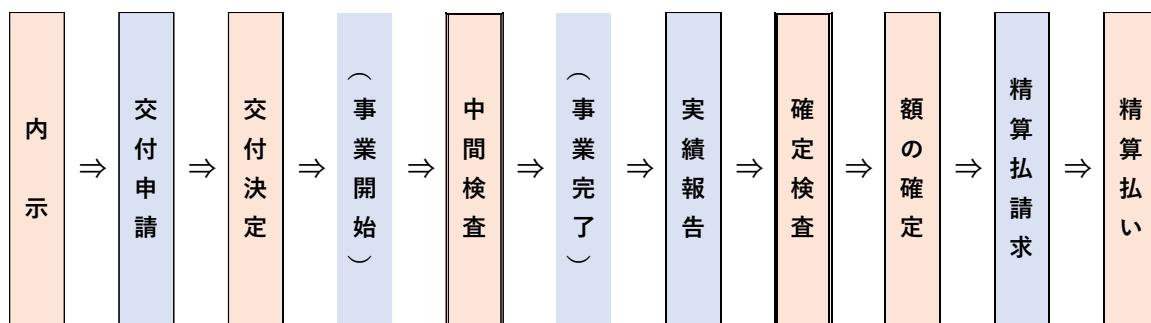 内示
⇒
交付申請
⇒
交付決定
⇒
（事業開始）
⇒
中間検査
⇒
（事業完了）
⇒
実績報告
⇒
確定検査
⇒
額の確定
⇒
精算払請求
⇒
精算払い